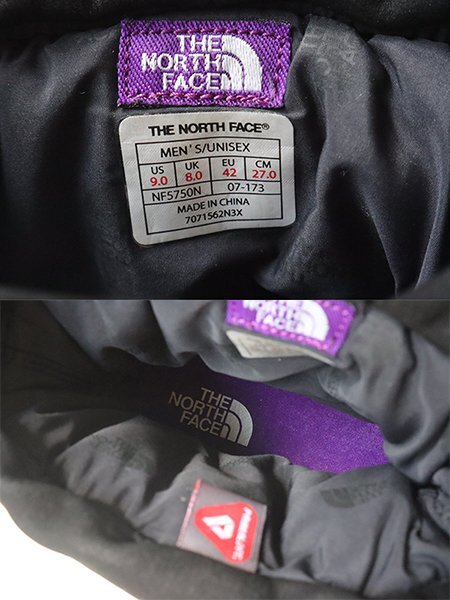 THE
NORTH
FACE
THE NORTH FACE®
MEN'S/UNISEX
US UK EU CM
9.0 8.0 42 27.0
NF5750N 07-173
MADE IN CHINA
7071562N3X
NORTH
FACE
THE
NORTH
FACE